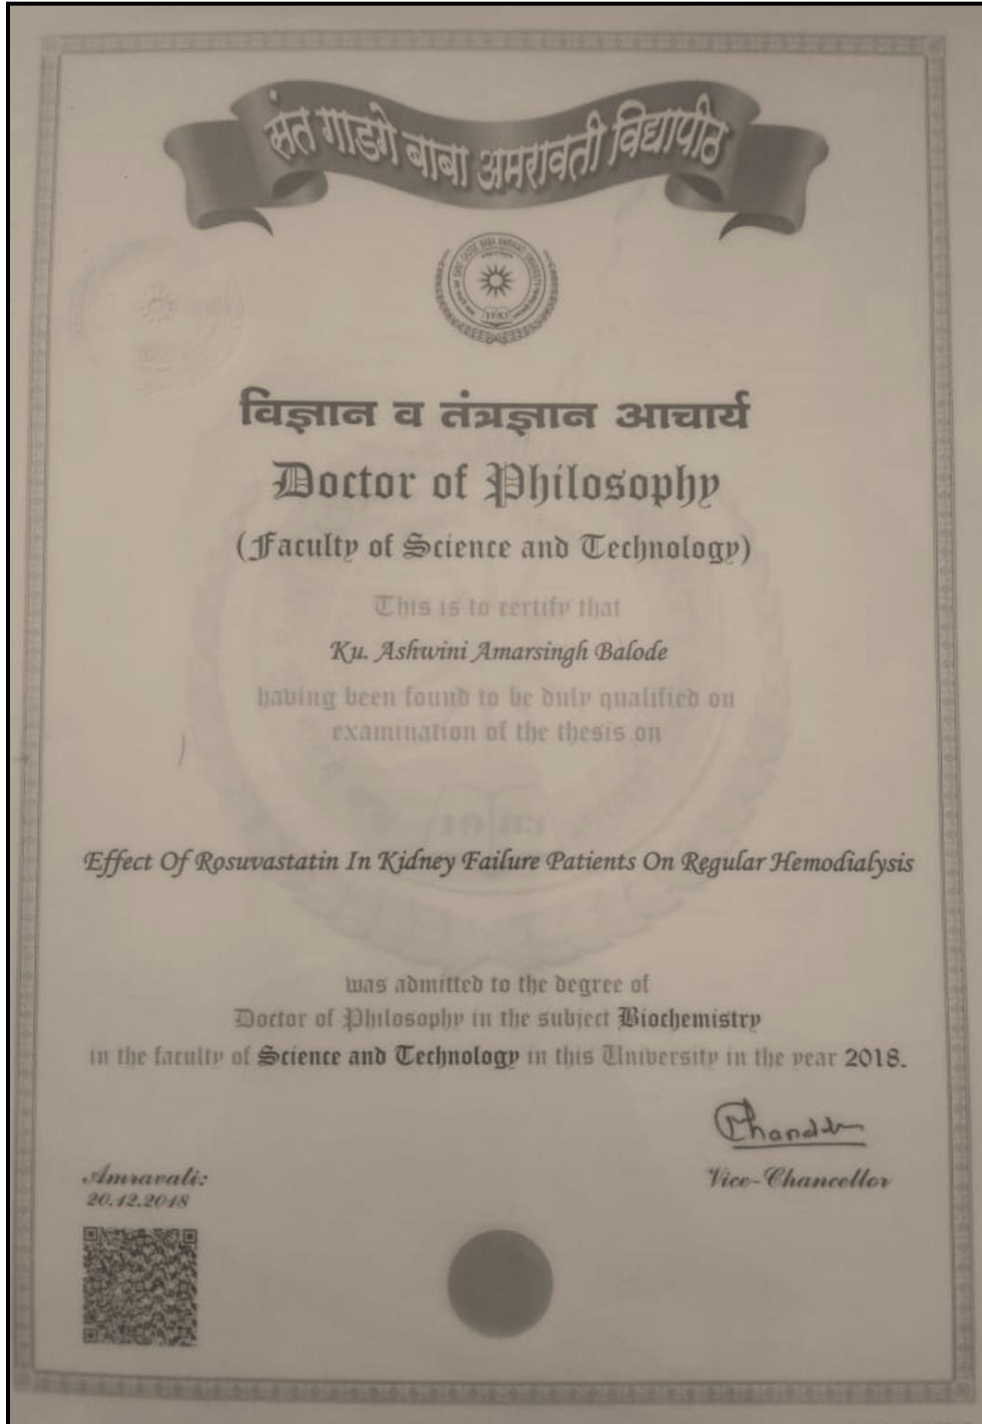 संत गाडगे बाबा अमरावती विद्यापीठ
विज्ञान व तंत्रज्ञान आचार्य
Doctor of Philosophy
(Faculty of Science and Technology)
This is to certify that
Ku. Ashwini Amarsingh Balode
having been found to be duly qualified on
examination of the thesis on
1983
Effect Of Rosuvastatin In Kidney Failure Patients On Regular Hemodialysis
was admitted to the degree of
Doctor of Philosophy in the subject Biochemistry
in the faculty of Science and Technology in this University in the year 2018.
Vice-Chancellor
Amravati:
20.12.2018